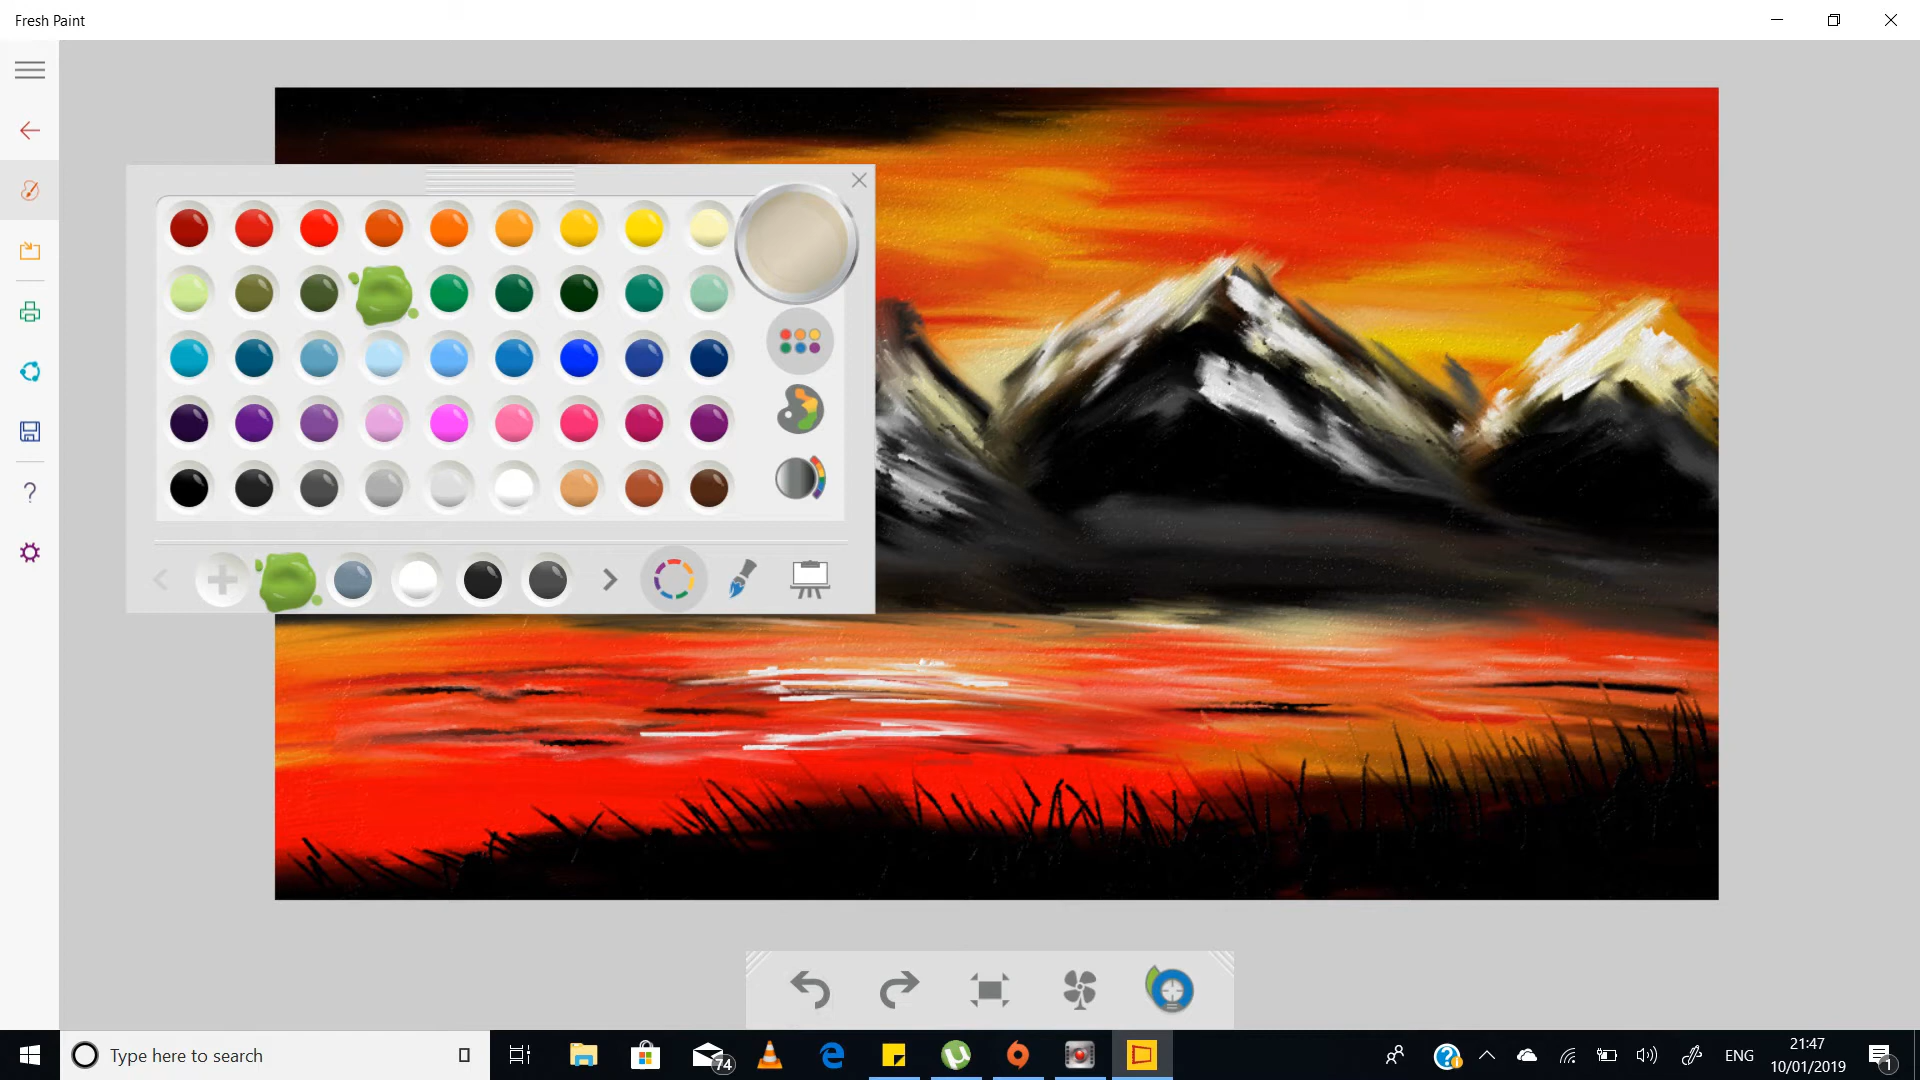 Fresh Paint
Type here to search
74
ENG
21:47
10/01/2019
1